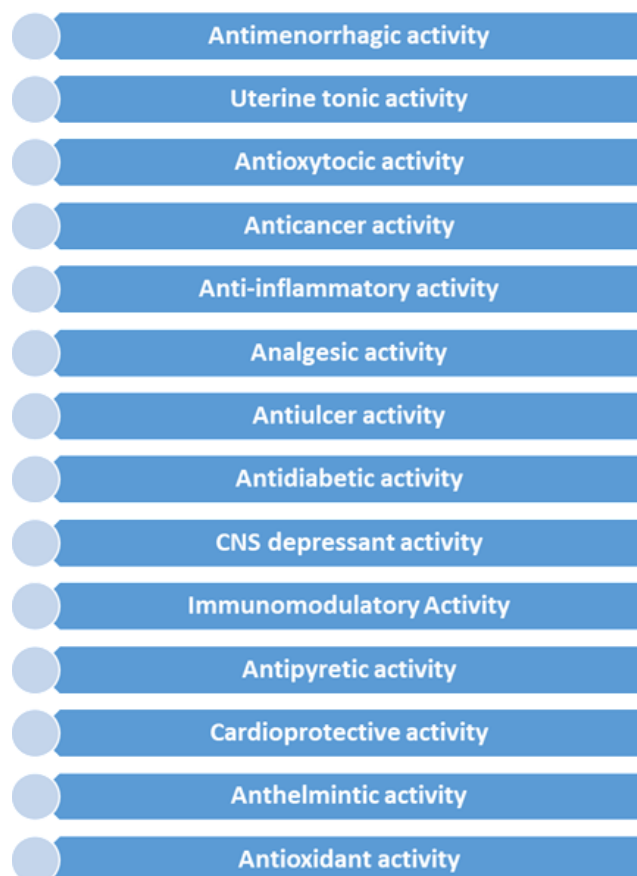 Antimenorrhagic activity
Uterine tonic activity
Antioxytocic activity
Anticancer activity
Anti-inflammatory activity
Analgesic activity
Antiulcer activity
Antidiabetic activity
CNS depressant activity
Immunomodulatory Activity
Antipyretic activity
Cardioprotective activity
Anthelmintic activity
Antioxidant activity